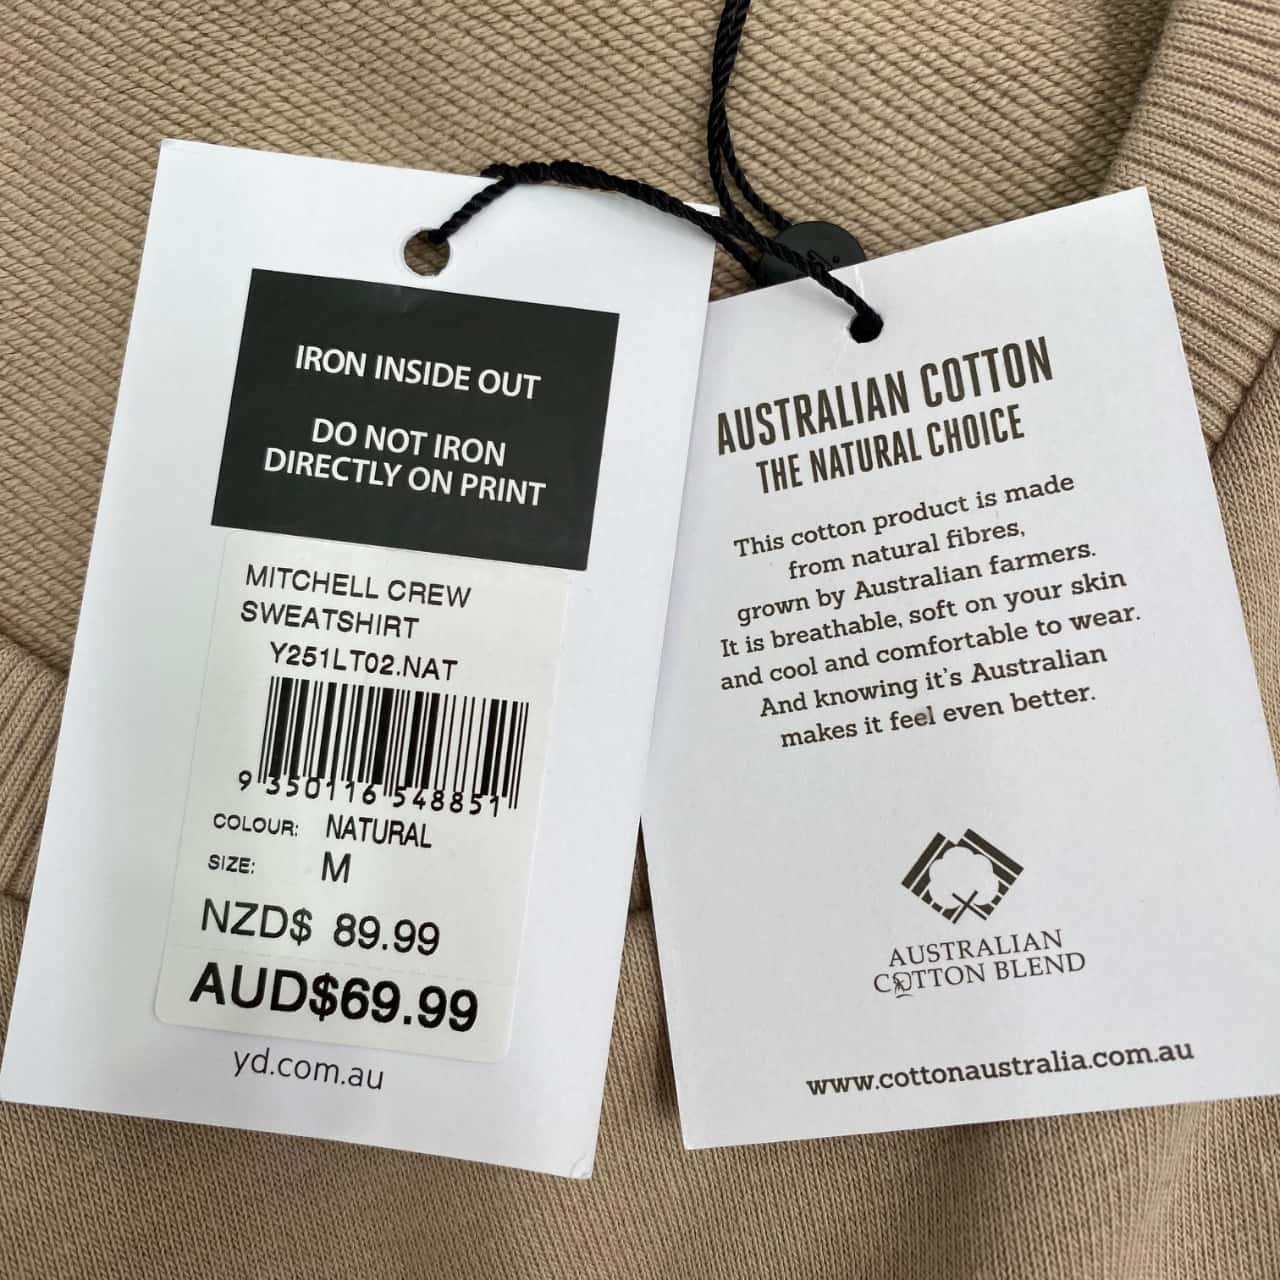 IRON INSIDE OUT
DO NOT IRON
DIRECTLY ON PRINT
MITCHELL CREW
SWEATSHIRT
Y251LT02.NAT
9 350116 548851
COLOUR: NATURAL
SIZE: M
NZD$ 89.99
AUD$69.99
yd.com.au
AUSTRALIAN COTTON
THE NATURAL CHOICE
This cotton product is made
from natural fibres,
grown by Australian farmers.
It is breathable, soft on your skin
and cool and comfortable to wear.
And knowing it's Australian
makes it feel even better.
AUSTRALIAN
COTTON BLEND
www.cottonaustralia.com.au